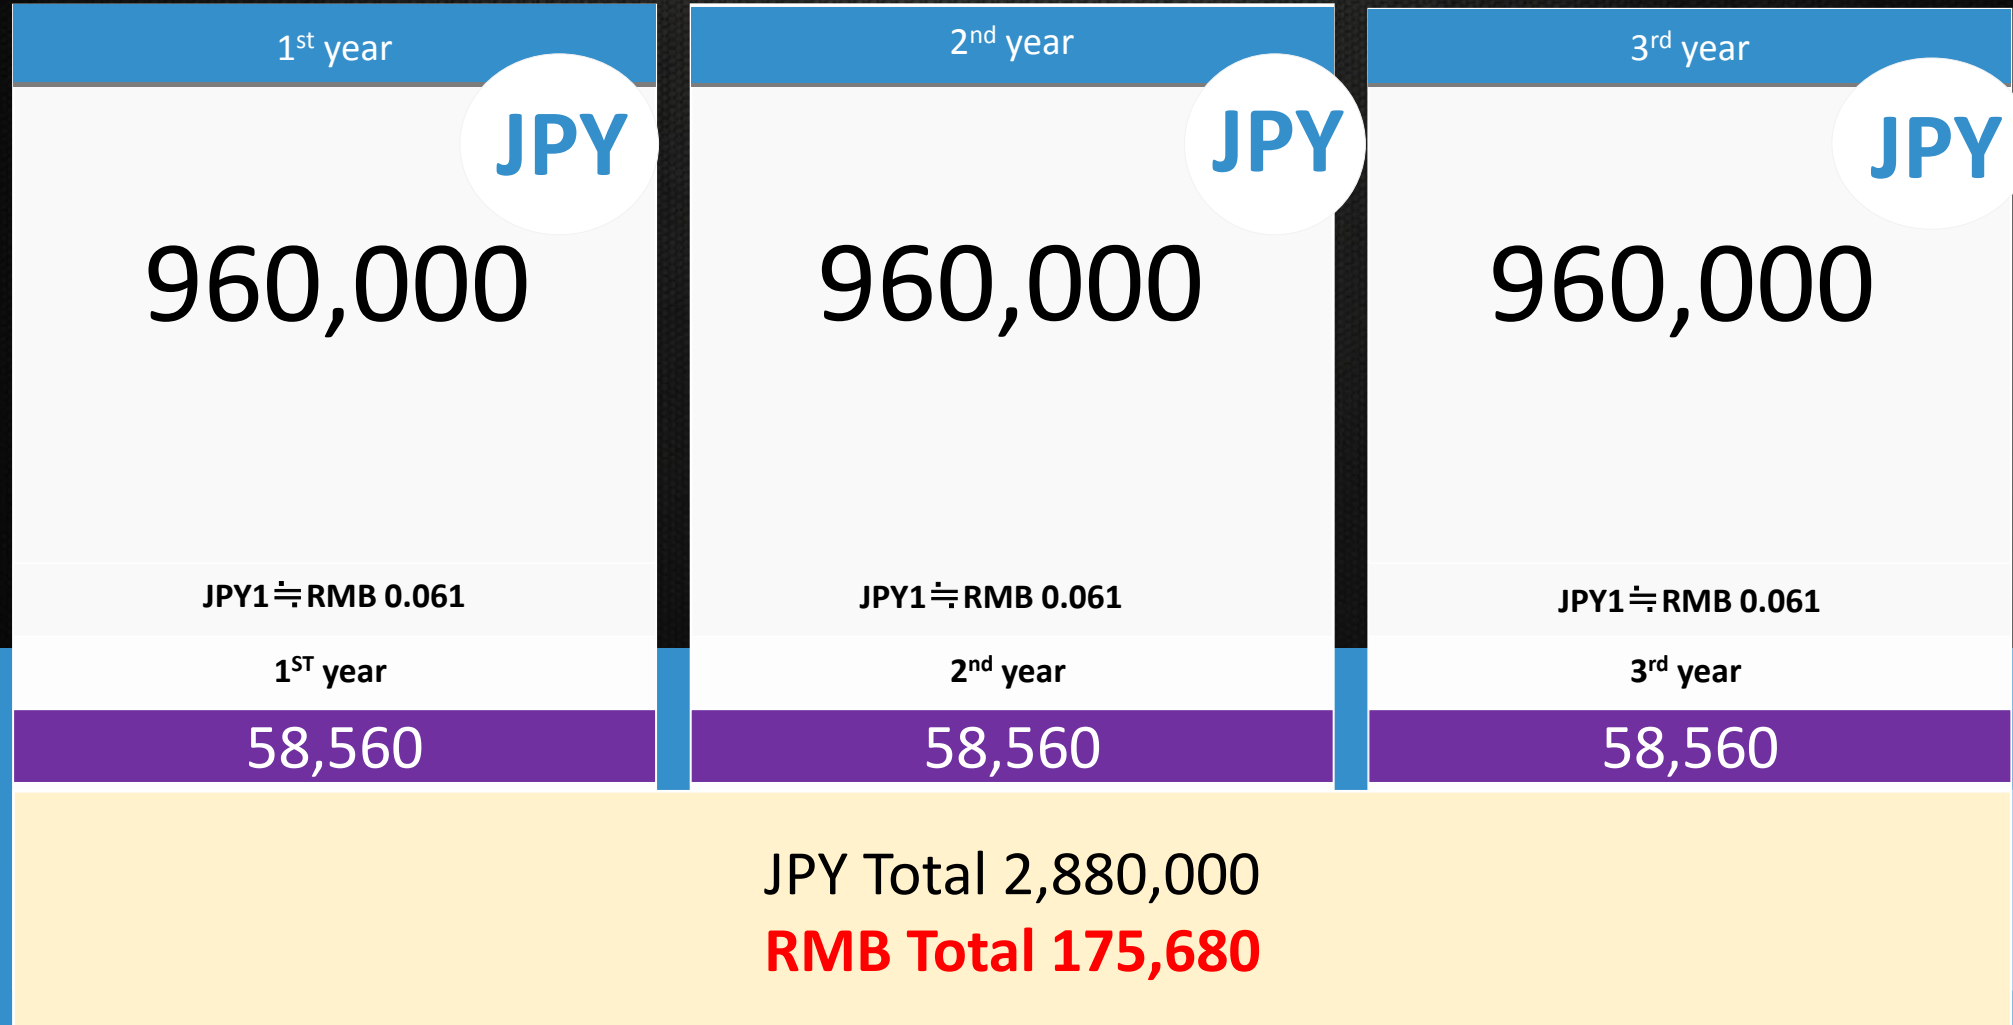 1st year
JPY
960,000
JPY1≒RMB 0.061
1ST year
58,560
2nd year
JPY
960,000
JPY1≒RMB 0.061
2nd year
58,560
3rd year
JPY
960,000
JPY1≒RMB 0.061
3rd year
58,560
JPY Total 2,880,000
RMB Total 175,680